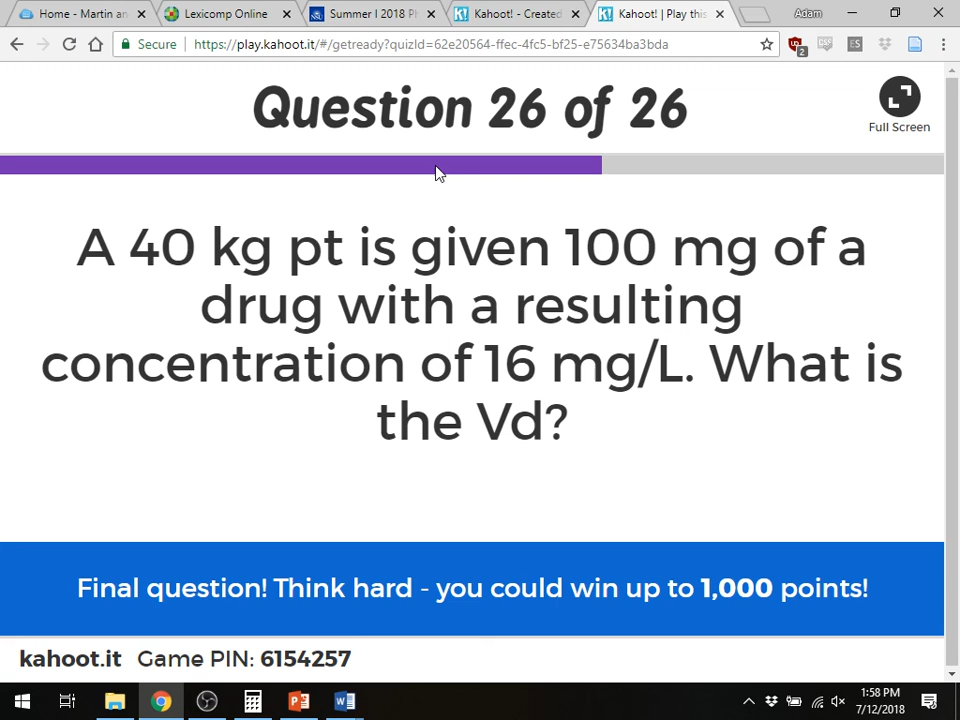 Home - Martin an
Lexicomp Online
Summer I 2018 Ph
Kahoot! - Created
Kahoot! | Play this
Adam
Secure
https://play.kahoot.it/#/getready?quizId=62e20564-ffec-4fc5-bf25-e75634ba3bda
2
ES
Question 26 of 26
Full Screen
A 40 kg pt is given 100 mg of a
drug with a resulting
concentration of 16 mg/L. What is
the Vd?
Final question! Think hard - you could win up to 1,000 points!
kahoot.it Game PIN: 6154257
1:58 PM
7/12/2018